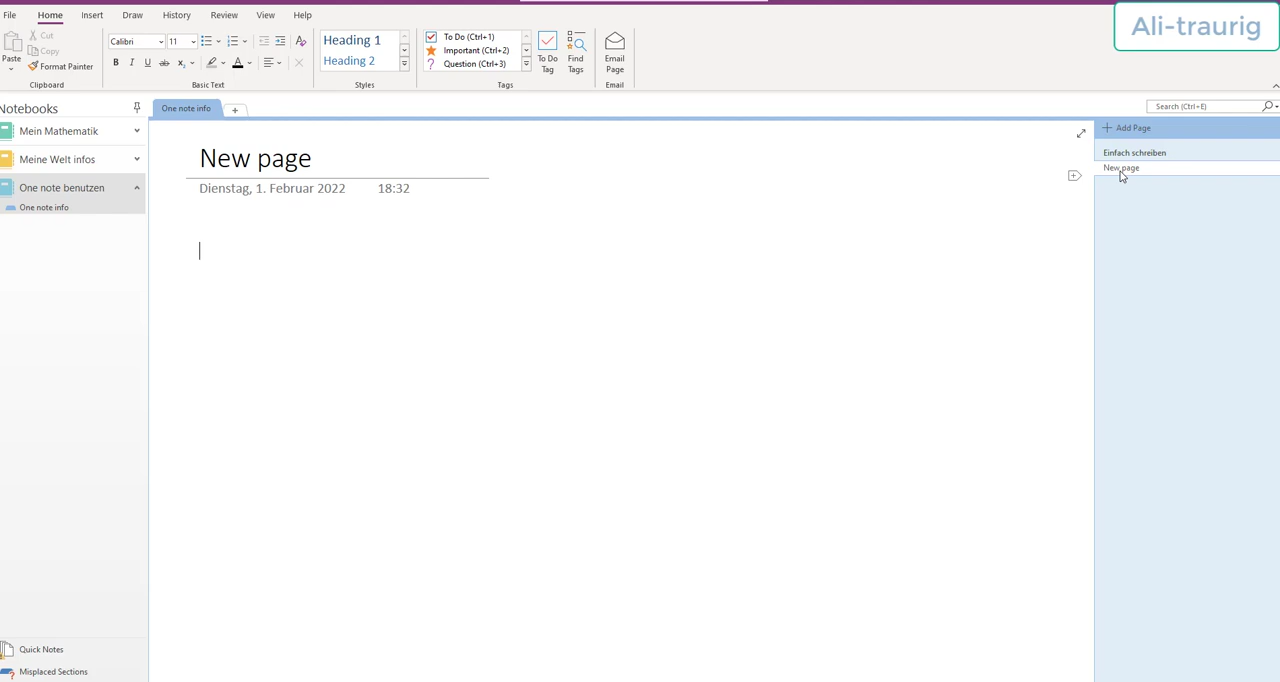 File Home Insert Draw History Review View Help
Ali-traurig
Paste
Cut
Copy
Format Painter
Clipboard
Calibri 11
B I U ab x₂ A
Basic Text
Heading 1
Heading 2
Styles
To Do (Ctrl+1)
Important (Ctrl+2)
? Question (Ctrl+3)
To Do
Tag
Find
Tags
Tags
Email
Page
Email
Notebooks
One note info
+
Search (Ctrl+E)
Mein Mathematik
Meine Welt infos
One note benutzen
One note info
New page
Dienstag, 1. Februar 2022 18:32
+ Add Page
Einfach schreiben
New page
Quick Notes
Misplaced Sections